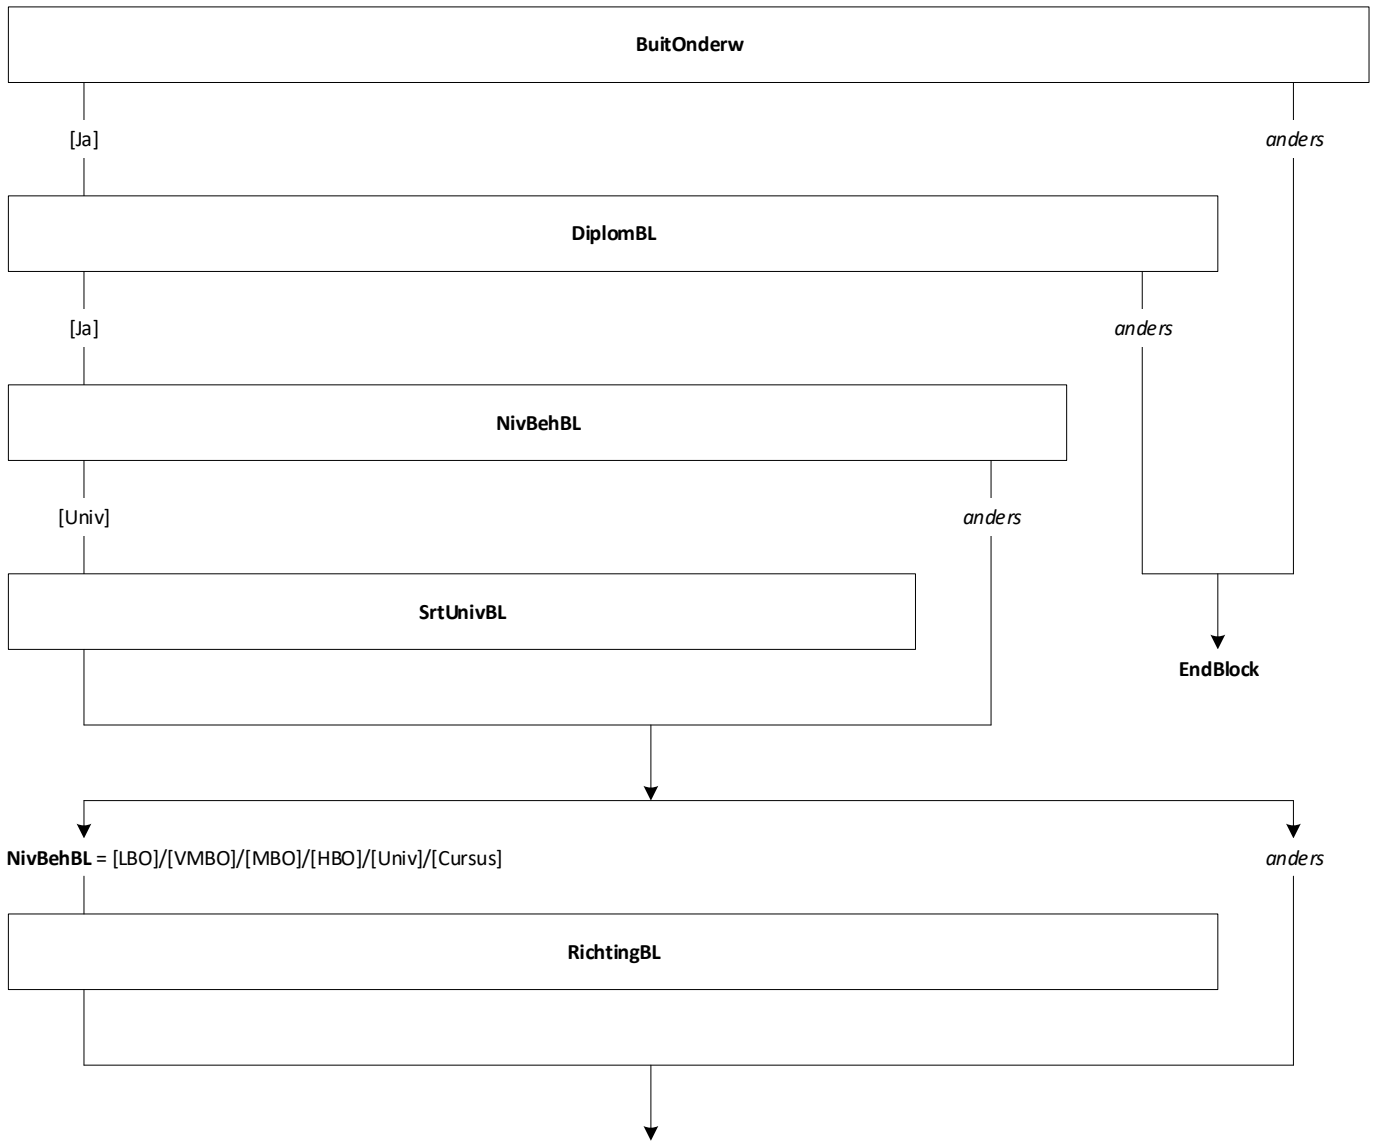 BuitOnderw
[Ja]
anders
DiplomBL
[Ja]
anders
NivBehBL
[Univ]
anders
SrtUnivBL
EndBlock
NivBehBL = [LBO]/[VMBO]/[MBO]/[HBO]/[Univ]/[Cursus]
anders
RichtingBL